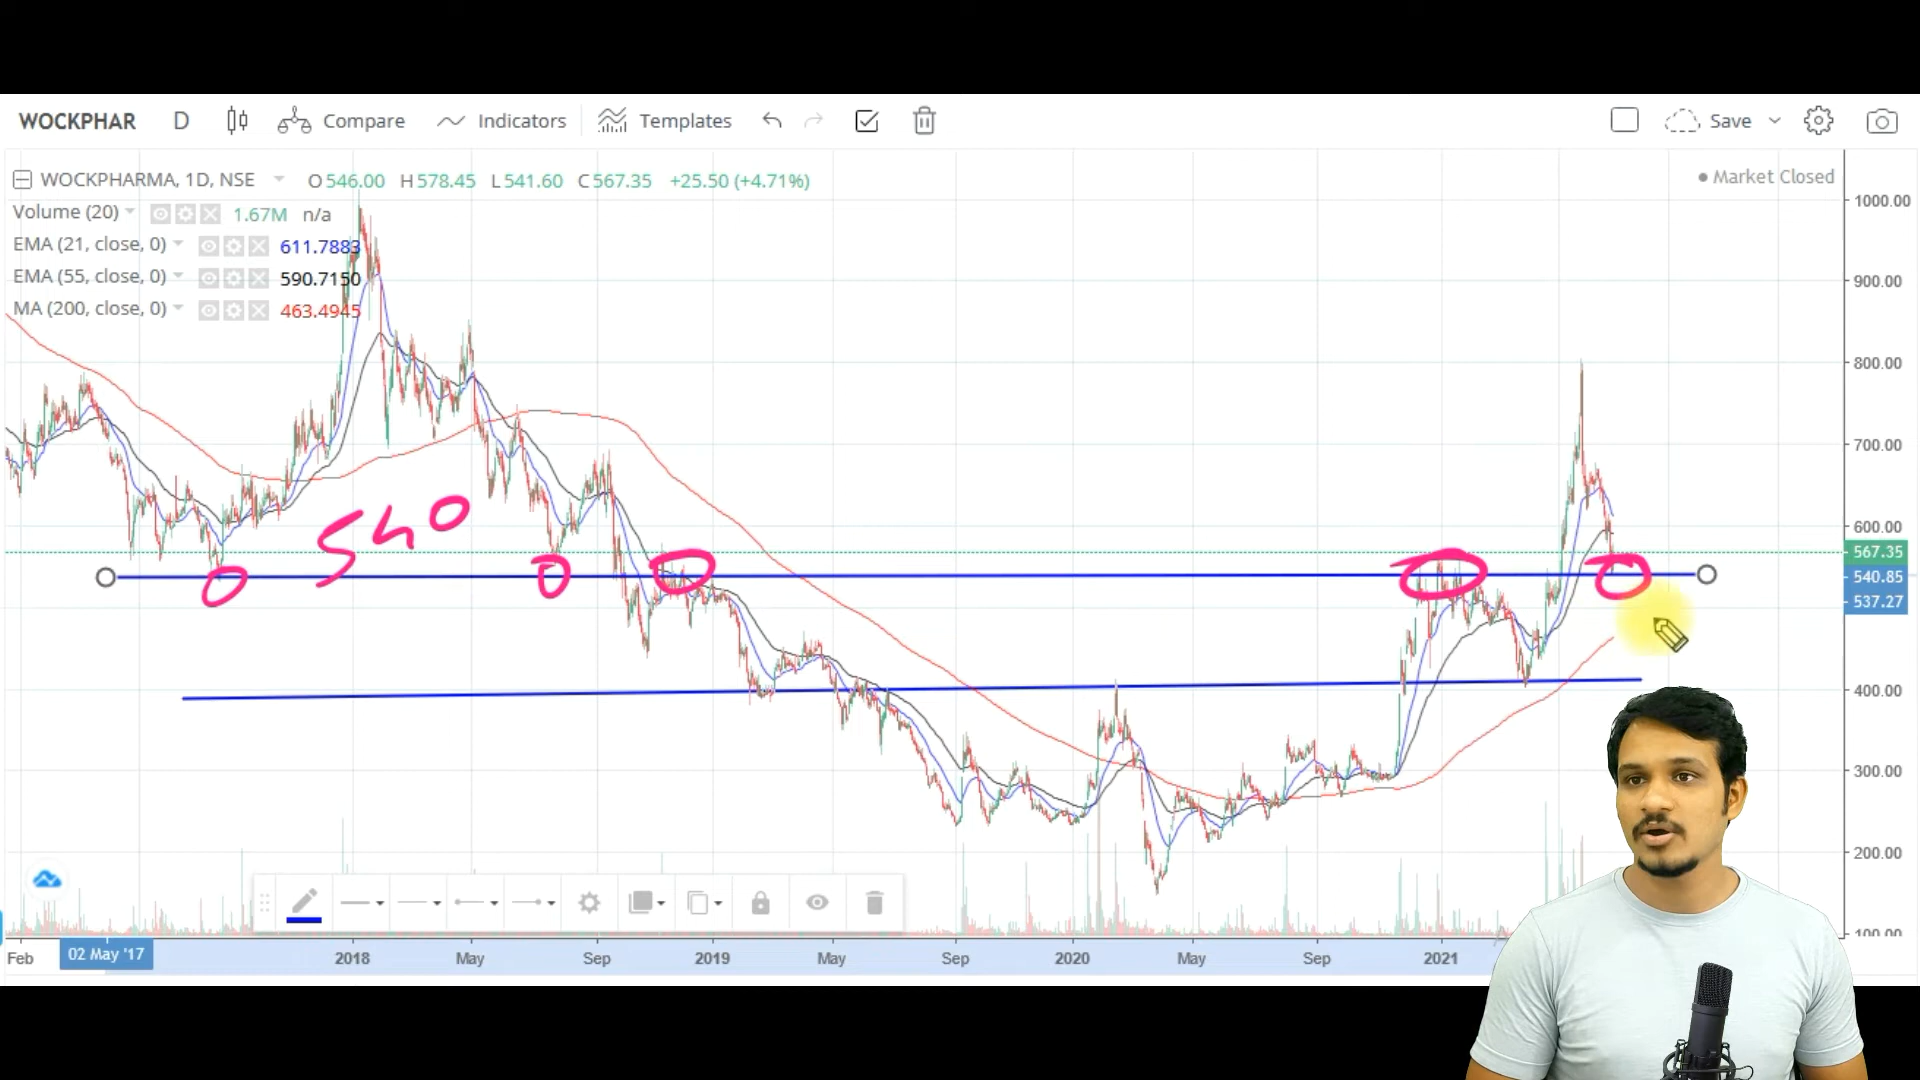 WOCKPHAR D Compare Indicators Templates Save
WOCKPHARMA, 1D, NSE O546.00 H578.45 L541.60 C567.35 +25.50 (+4.71%)
Market Closed
Volume (20) 1.67M n/a
EMA (21, close, 0) 611.7883
EMA (55, close, 0) 590.7150
MA (200, close, 0) 463.4945
1000.00
900.00
800.00
700.00
600.00
567.35
540.85
537.27
400.00
300.00
200.00
100.00
540
Feb 02 May '17 2018 May Sep 2019 May Sep 2020 May Sep 2021